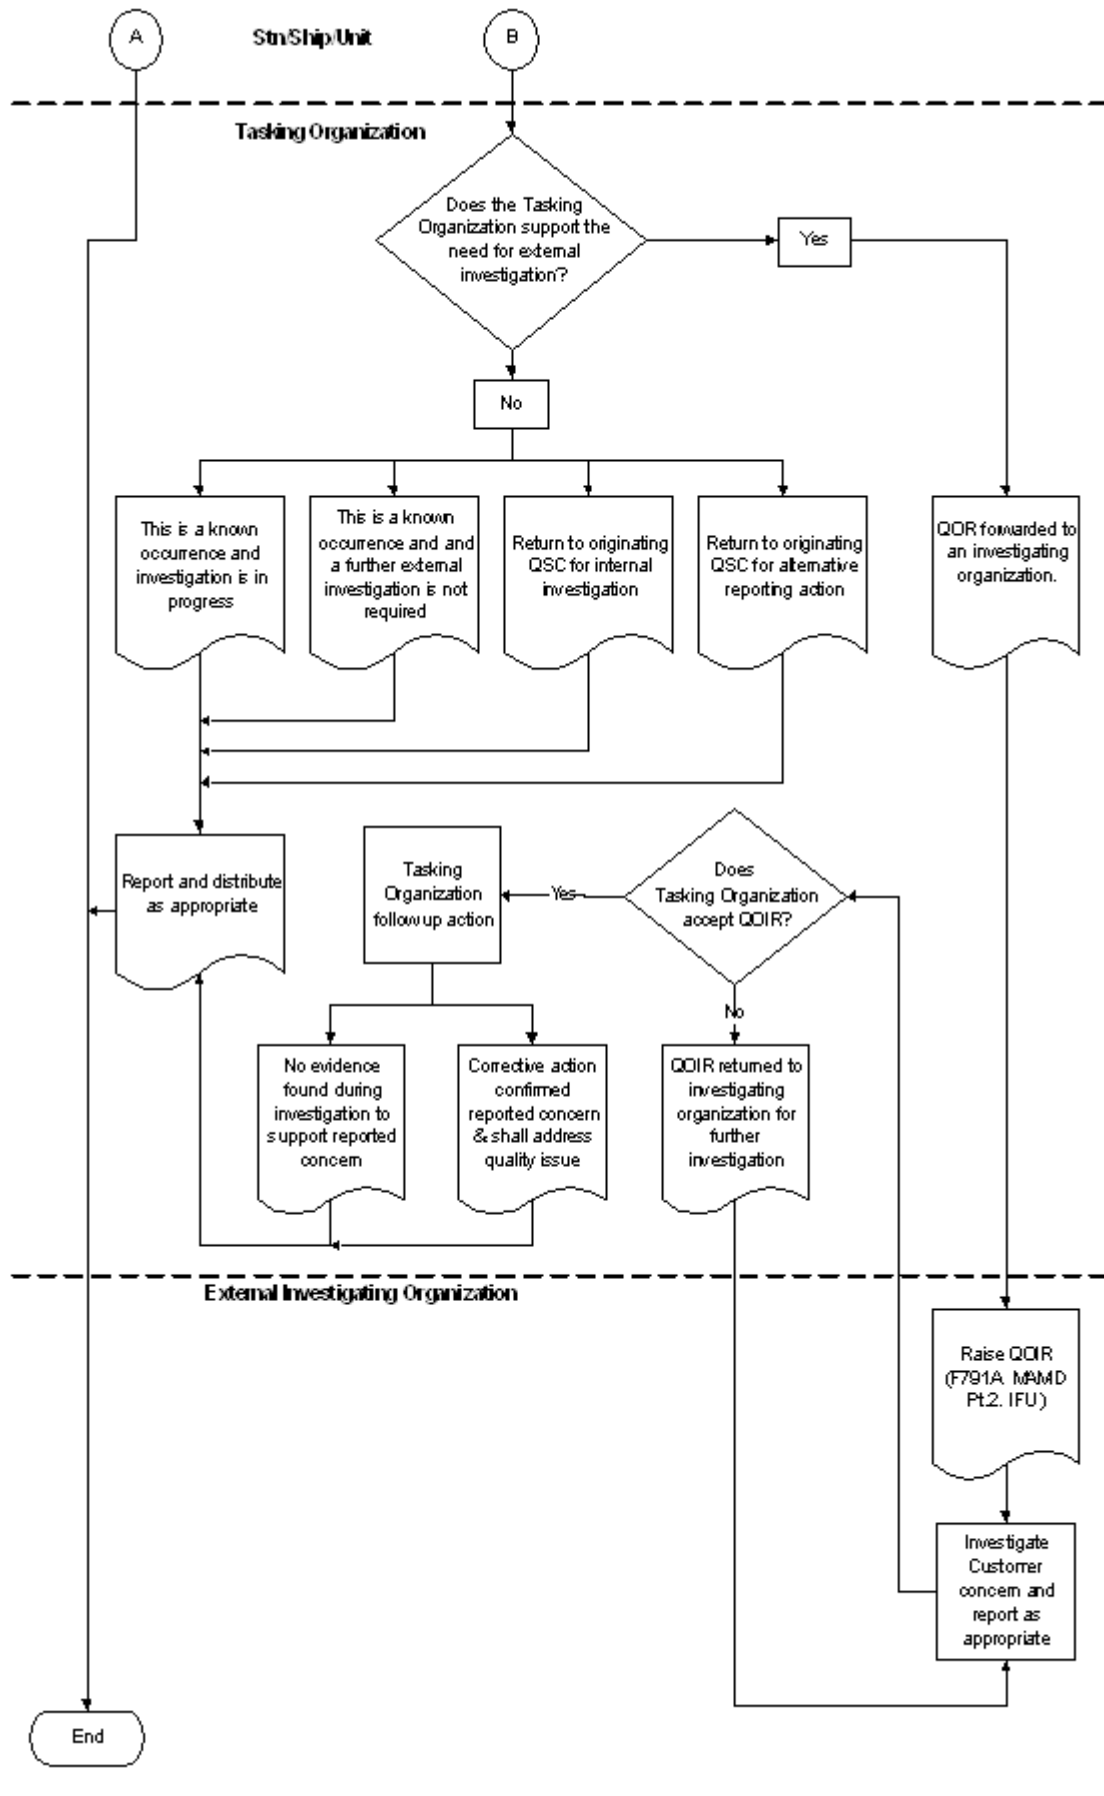 A
Stn/Ship/Unit
B
Tasking Organization
Does the Tasking
Organization support the
need for external
investigation?
Yes
No
This is a known
occurrence and
investigation is in
progress
This is a known
occurrence and and
a further external
investigation is not
required
Return to originating
QSC for internal
investigation
Return to originating
QSC for alternative
reporting action
QOR forwarded to
an investigating
organization.
Report and distribute
as appropriate
Tasking
Organization
follow up action
Yes
Does
Tasking Organization
accept QOIR?
No
No evidence
found during
investigation to
support reported
concern
Corrective action
confirmed
reported concern
& shall address
quality issue
QOIR returned to
investigating
organization for
further
investigation
External Investigating Organization
Raise QOIR
(F791A MAMD
Pt.2. IFU)
Investigate
Customer
concern and
report as
appropriate
End